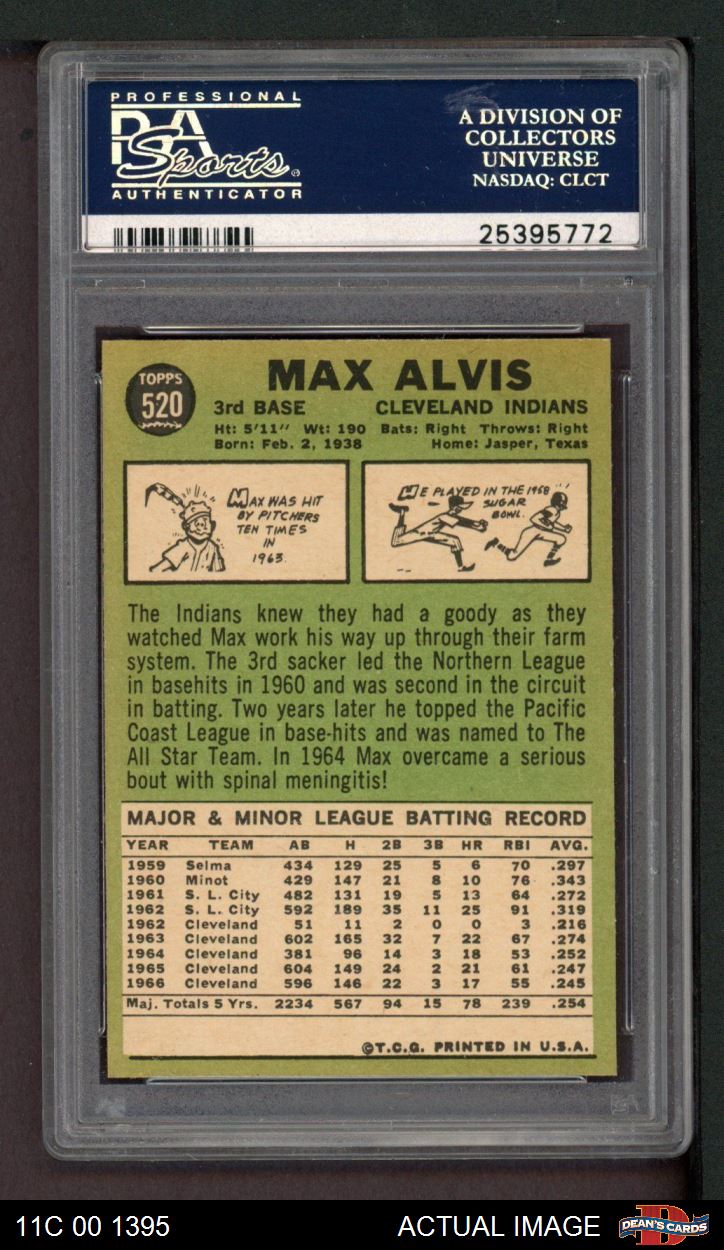 PROFESSIONAL
PSA
Sports®
AUTHENTICATOR
A DIVISION OF
COLLECTORS
UNIVERSE
NASDAQ: CLCT
25395772
TOPPS
520
MAX ALVIS
3rd BASE CLEVELAND INDIANS
Ht: 5'11" Wt: 190 Bats: Right Throws: Right
Born: Feb. 2, 1938 Home: Jasper, Texas
MAX WAS HIT
BY PITCHERS
TEN TIMES
IN
1963.
HE PLAYED IN THE 1958
SUGAR
BOWL.
The Indians knew they had a goody as they
watched Max work his way up through their farm
system. The 3rd sacker led the Northern League
in basehits in 1960 and was second in the circuit
in batting. Two years later he topped the Pacific
Coast League in base-hits and was named to The
All Star Team. In 1964 Max overcame a serious
bout with spinal meningitis!
MAJOR & MINOR LEAGUE BATTING RECORD
YEAR TEAM AB H 2B 3B HR RBI AVG.
1959 Selma 434 129 25 5 6 70 .297
1960 Minot 429 147 21 8 10 76 .343
1961 S. L. City 482 131 19 5 13 64 .272
1962 S. L. City 592 189 35 11 25 91 .319
1962 Cleveland 51 11 2 0 0 3 .216
1963 Cleveland 602 165 32 7 22 67 .274
1964 Cleveland 381 96 14 3 18 53 .252
1965 Cleveland 604 149 24 2 21 61 .247
1966 Cleveland 596 146 22 3 17 55 .245
Maj. Totals 5 Yrs. 2234 567 94 15 78 239 .254
©T.C.G. PRINTED IN U.S.A.
PSA
11C 00 1395 ACTUAL IMAGE
DEAN'S CARDS